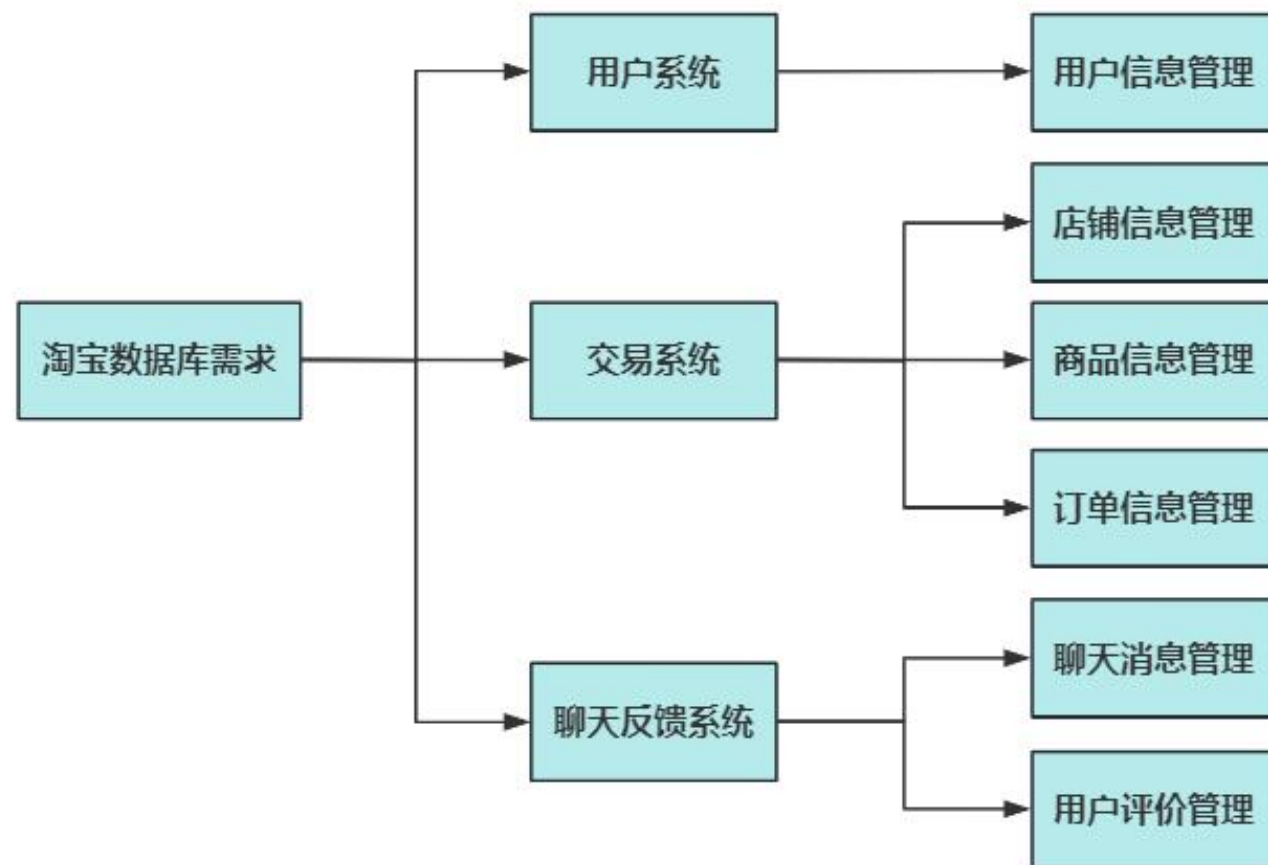 用户系统
用户信息管理
店铺信息管理
淘宝数据库需求
交易系统
商品信息管理
订单信息管理
聊天消息管理
聊天反馈系统
用户评价管理